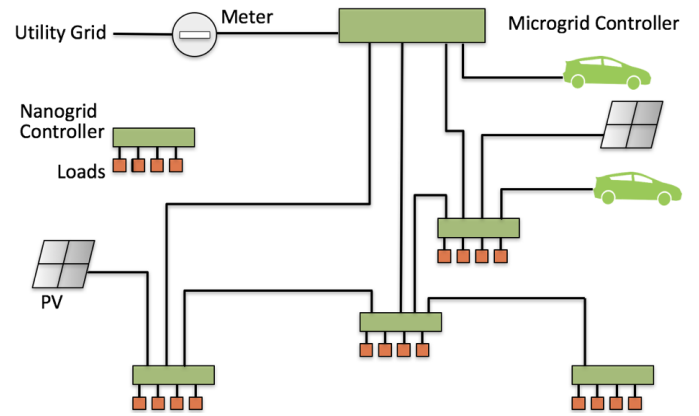 Utility Grid
Meter
Microgrid Controller
Nanogrid
Controller
Loads
PV